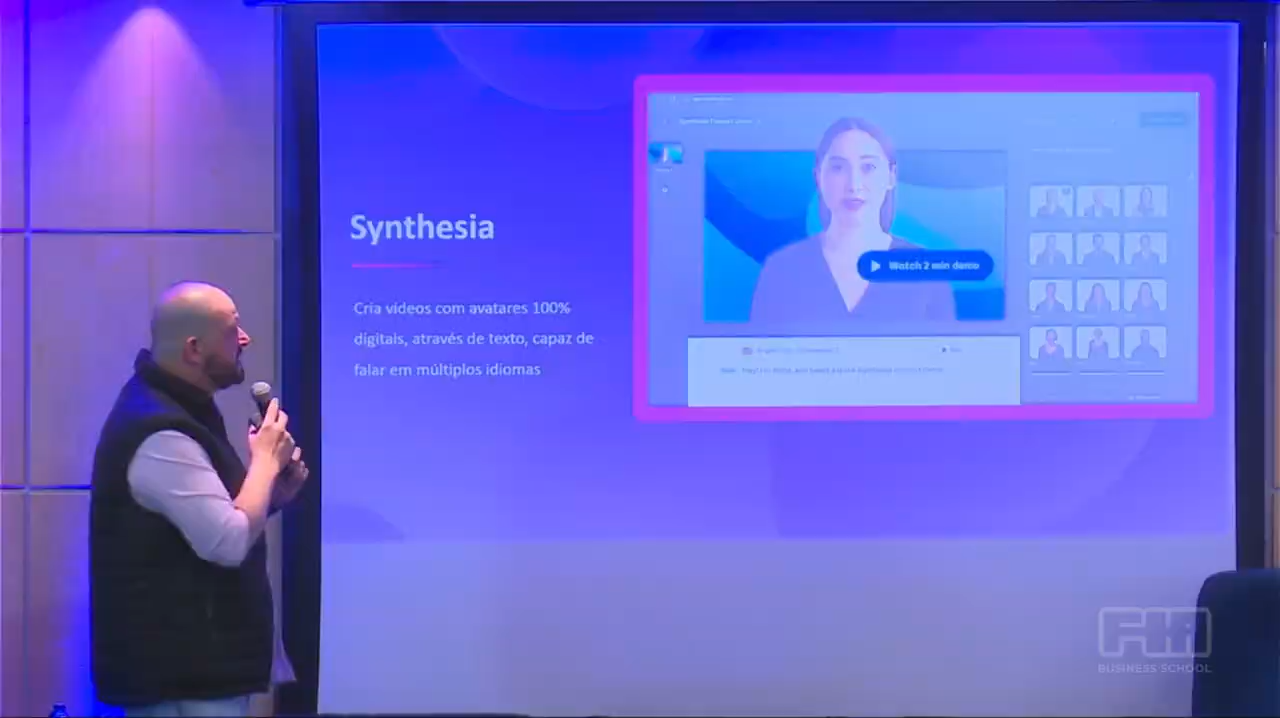 Synthesia
Cria vídeos com avatares 100%
digitais, através de texto, capaz de
falar em múltiplos idiomas
Watch 2 min demo
FIA
BUSINESS SCHOOL